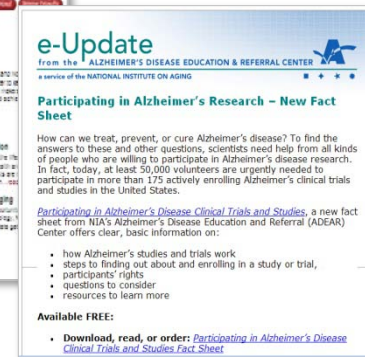 e-Update
from the ALZHEIMER'S DISEASE EDUCATION & REFERRAL CENTER
a service of the NATIONAL INSTITUTE ON AGING
Participating in Alzheimer's Research – New Fact
Sheet
How can we treat, prevent, or cure Alzheimer's disease? To find the
answers to these and other questions, scientists need help from all kinds
of people who are willing to participate in Alzheimer's disease research.
In fact, today, at least 50,000 volunteers are urgently needed to
participate in more than 175 actively enrolling Alzheimer's clinical trials
and studies in the United States.
Participating in Alzheimer's Disease Clinical Trials and Studies, a new fact
sheet from NIA's Alzheimer's Disease Education and Referral (ADEAR)
Center offers clear, basic information on:
• how Alzheimer's studies and trials work
• steps to finding out about and enrolling in a study or trial,
• participants' rights
• questions to consider
• resources to learn more
Available FREE:
• Download, read, or order: Participating in Alzheimer's Disease
Clinical Trials and Studies Fact Sheet